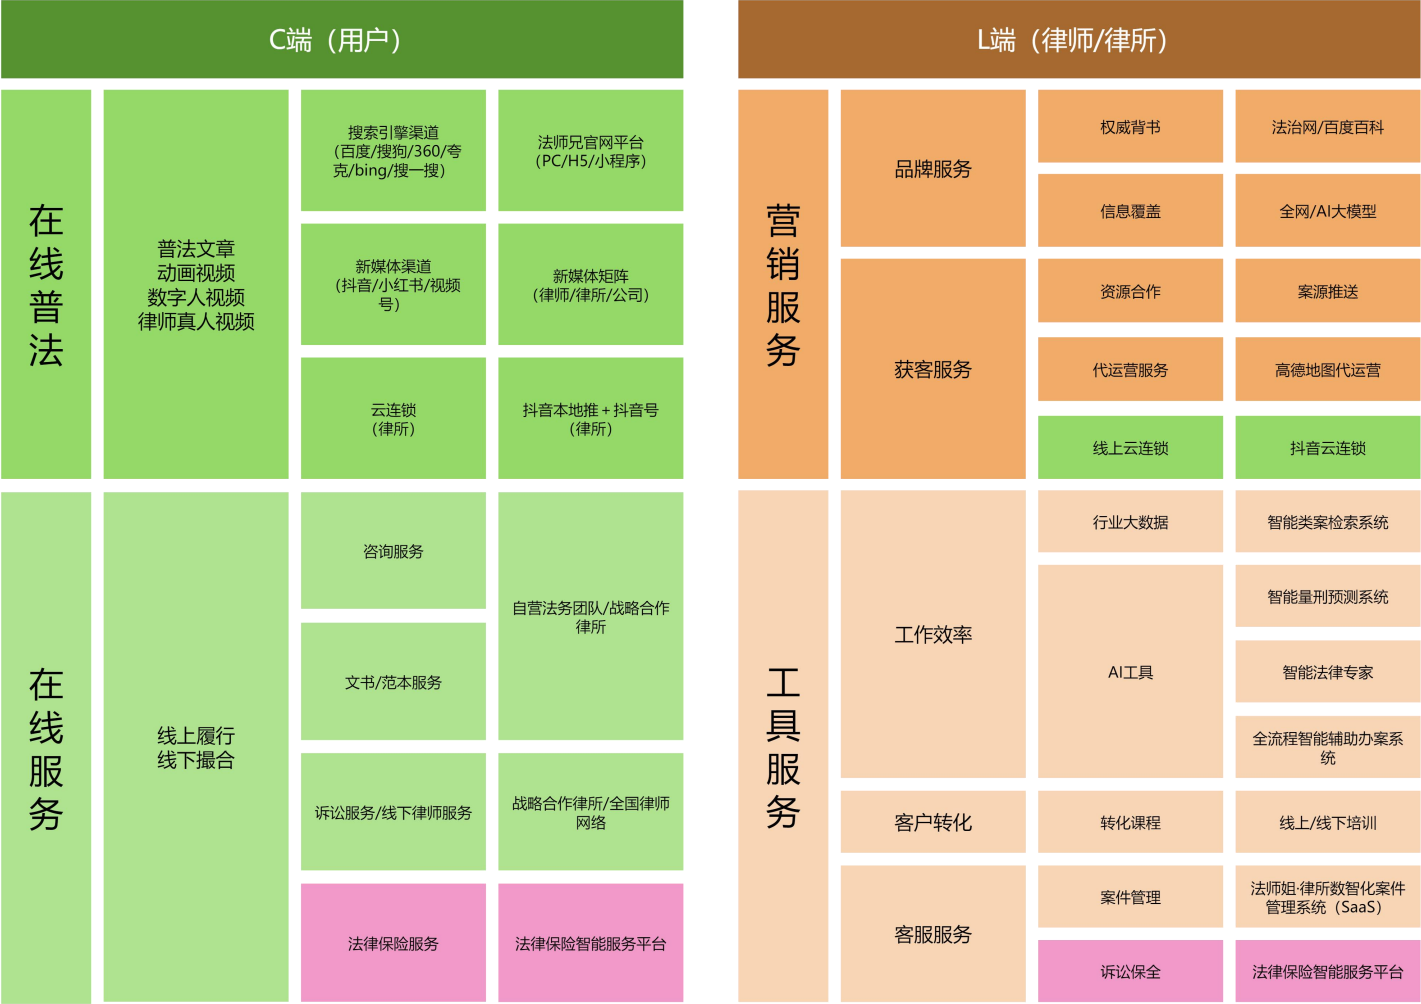 C端（用户）
在
线
普
法
普法文章
动画视频
数字人视频
律师真人视频
搜索引擎渠道
（百度/搜狗/360/夸
克/bing/搜一搜）
法师兄官网平台
（PC/H5/小程序）
新媒体渠道
（抖音/小红书/视频
号）
新媒体矩阵
（律师/律所/公司）
云连锁
（律所）
抖音本地推＋抖音号
（律所）
在
线
服
务
线上履行
线下撮合
咨询服务
自营法务团队/战略合作
律所
文书/范本服务
诉讼服务/线下律师服务
战略合作律所/全国律师
网络
法律保险服务
法律保险智能服务平台
L端（律师/律所）
营
销
服
务
品牌服务
权威背书
法治网/百度百科
信息覆盖
全网/AI大模型
获客服务
资源合作
案源推送
代运营服务
高德地图代运营
线上云连锁
抖音云连锁
工
具
服
务
工作效率
行业大数据
智能类案检索系统
AI工具
智能量刑预测系统
智能法律专家
全流程智能辅助办案系
统
客户转化
转化课程
线上/线下培训
客服服务
案件管理
法师姐·律所数智化案件
管理系统（SaaS）
诉讼保全
法律保险智能服务平台